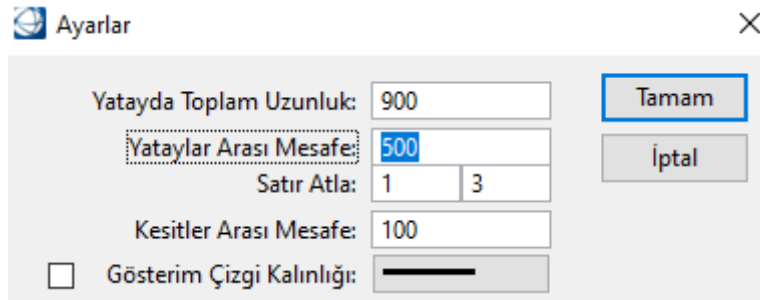 Ayarlar
Yatayda Toplam Uzunluk: 900 Tamam
Yataylar Arası Mesafe: 500 İptal
Satır Atla: 1 3
Kesitler Arası Mesafe: 100
Gösterim Çizgi Kalınlığı: